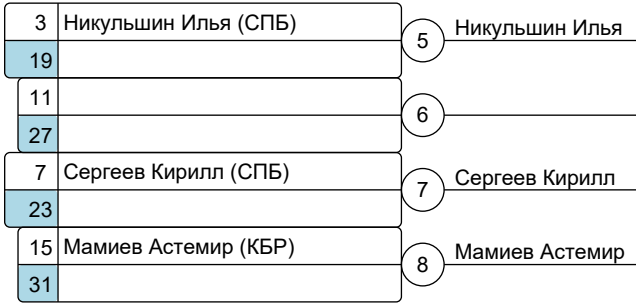 3 Никульшин Илья (СПБ)
19
5 Никульшин Илья
11
27
6
7 Сергеев Кирилл (СПБ)
23
7 Сергеев Кирилл
15 Мамиев Астемир (КБР)
31
8 Мамиев Астемир